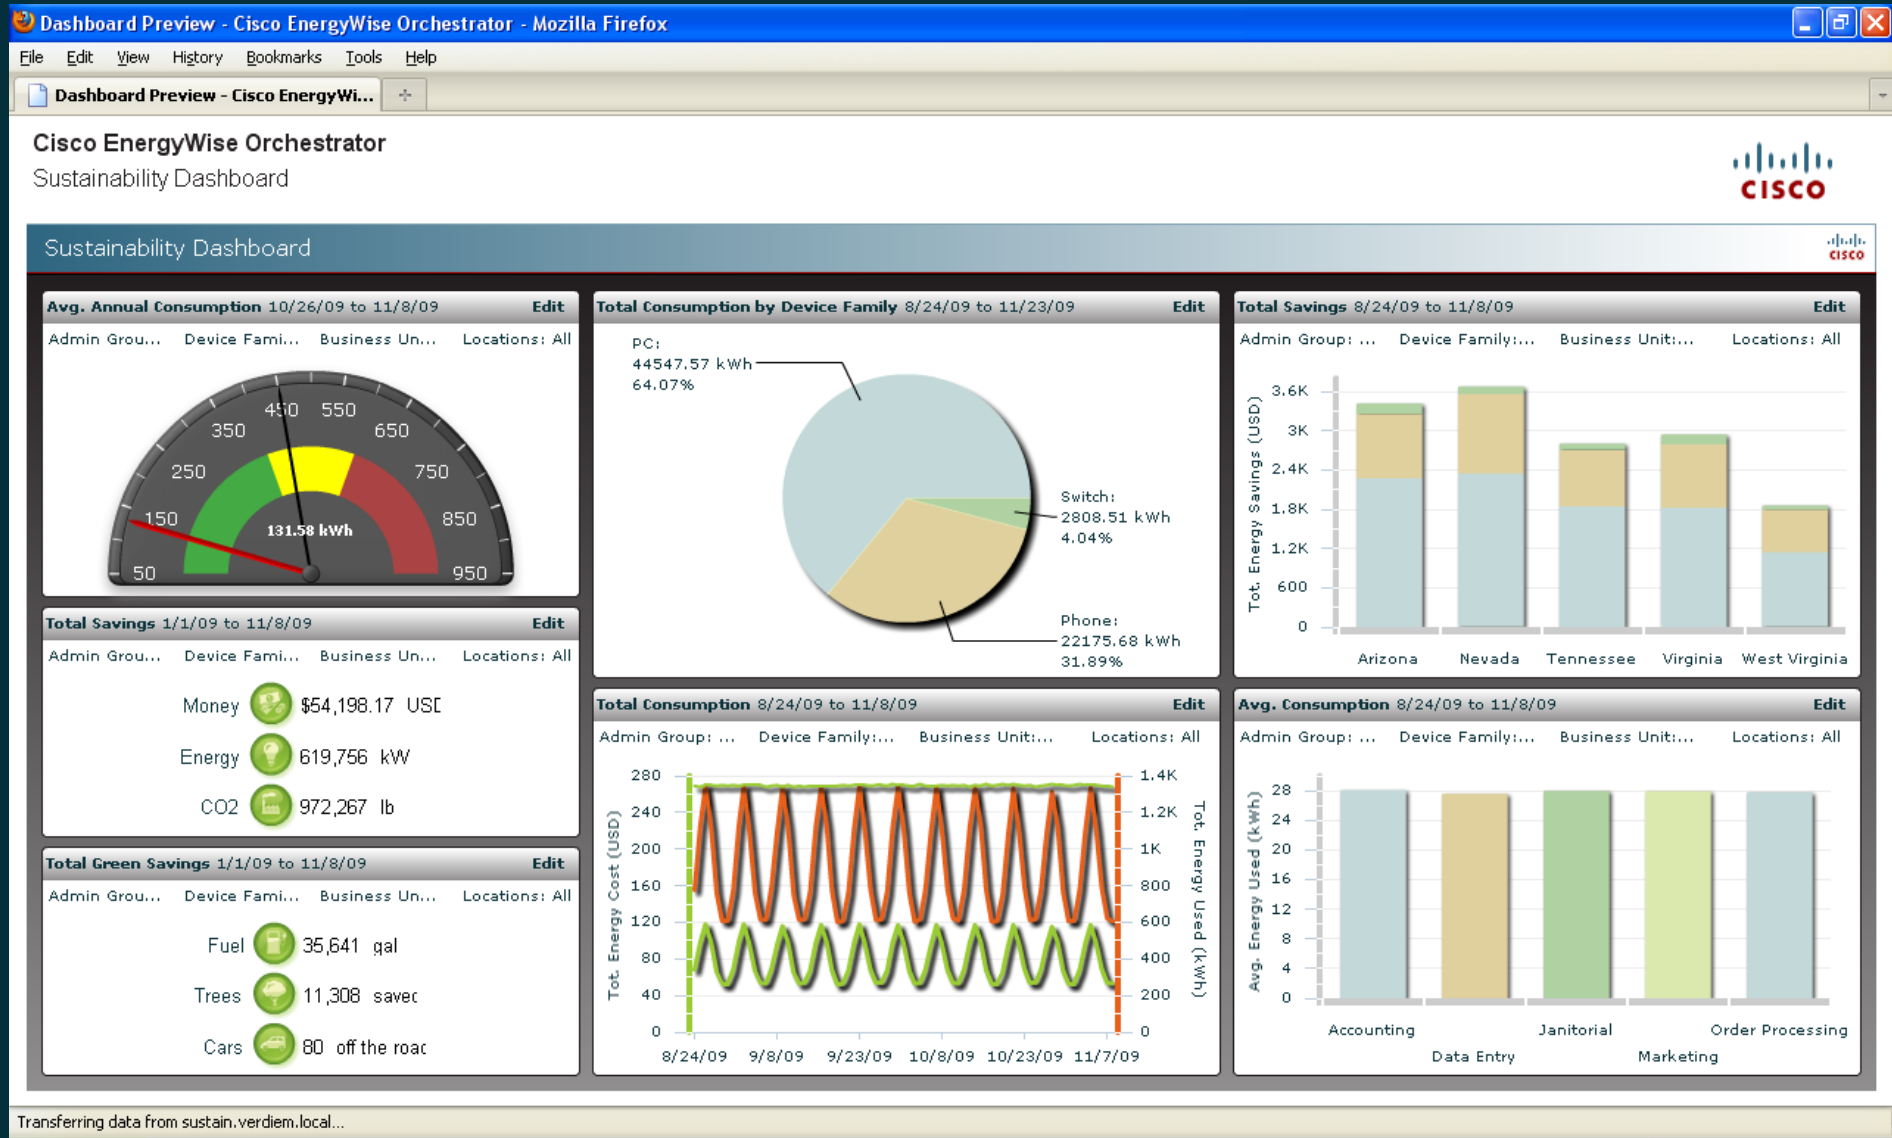 Dashboard Preview - Cisco EnergyWise Orchestrator - Mozilla Firefox
File Edit View History Bookmarks Tools Help
Dashboard Preview - Cisco EnergyWi...
Cisco EnergyWise Orchestrator
Sustainability Dashboard
CISCO
Sustainability Dashboard
CISCO
Avg. Annual Consumption 10/26/09 to 11/8/09 Edit
Admin Grou... Device Fami... Business Un... Locations: All
50
150
250
350
450
550
650
750
850
950
131.58 kWh
Total Savings 1/1/09 to 11/8/09 Edit
Admin Grou... Device Fami... Business Un... Locations: All
Money $54,198.17 USD
Energy 619,756 kW
CO2 972,267 lb
Total Green Savings 1/1/09 to 11/8/09 Edit
Admin Grou... Device Fami... Business Un... Locations: All
Fuel 35,641 gal
Trees 11,308 saved
Cars 80 off the road
Total Consumption by Device Family 8/24/09 to 11/23/09 Edit
PC:
44547.57 kWh
64.07%
Switch:
2808.51 kWh
4.04%
Phone:
22175.68 kWh
31.89%
Total Consumption 8/24/09 to 11/8/09 Edit
Admin Group: ... Device Family:... Business Unit:... Locations: All
Tot. Energy Cost (USD)
280
240
200
160
120
80
40
0
1.4K
1.2K
1K
800
600
400
200
0
Tot. Energy Used (kWh)
8/24/09 9/8/09 9/23/09 10/8/09 10/23/09 11/7/09
Total Savings 8/24/09 to 11/8/09 Edit
Admin Group: ... Device Family:... Business Unit:... Locations: All
Tot. Energy Savings (USD)
3.6K
3K
2.4K
1.8K
1.2K
600
0
Arizona Nevada Tennessee Virginia West Virginia
Avg. Consumption 8/24/09 to 11/8/09 Edit
Admin Group: ... Device Family:... Business Unit:... Locations: All
Avg. Energy Used (kWh)
28
24
20
16
12
8
4
0
Accounting Janitorial Order Processing
Data Entry Marketing
Transferring data from sustain.verdiem.local...